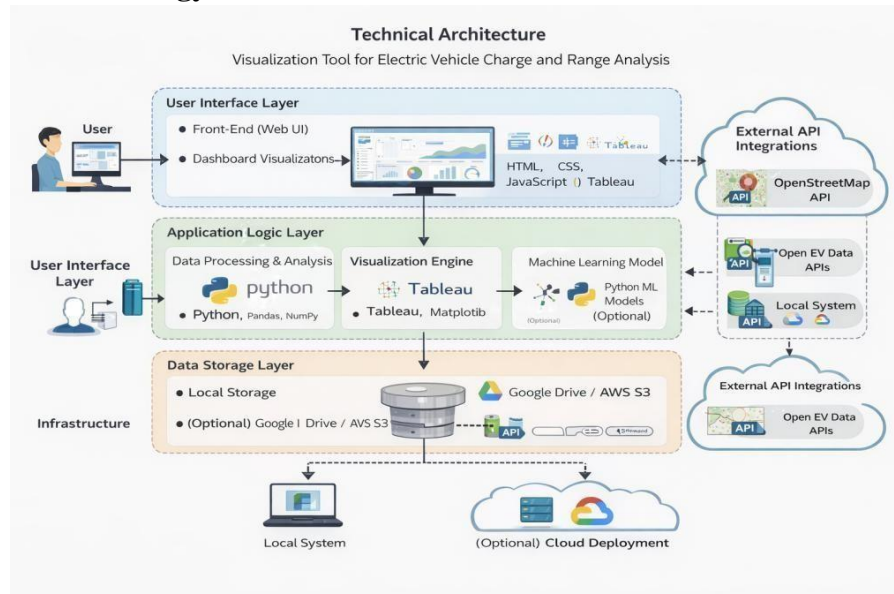 Technical Architecture
Visualization Tool for Electric Vehicle Charge and Range Analysis
User Interface Layer
User
• Front-End (Web UI)
• Dashboard Visualizatons
Tableau
HTML, CSS,
JavaScript () Tableau
External API
Integrations
API
OpenStreetMap
API
Application Logic Layer
User Interface
Layer
Data Processing & Analysis
python
• Python, Pandas, NumPy
Visualization Engine
Tableau
• Tableau, Matplotib
Machine Learning Model
(Optional)
Python ML
Models
(Optional)
API
Open EV Data
APIs
API
Local System
Data Storage Layer
• Local Storage
• (Optional) Google I Drive / AVS S3
Google Drive / AWS S3
API
Infrastructure
External API Integrations
API
Open EV Data
APIs
Local System
(Optional) Cloud Deployment